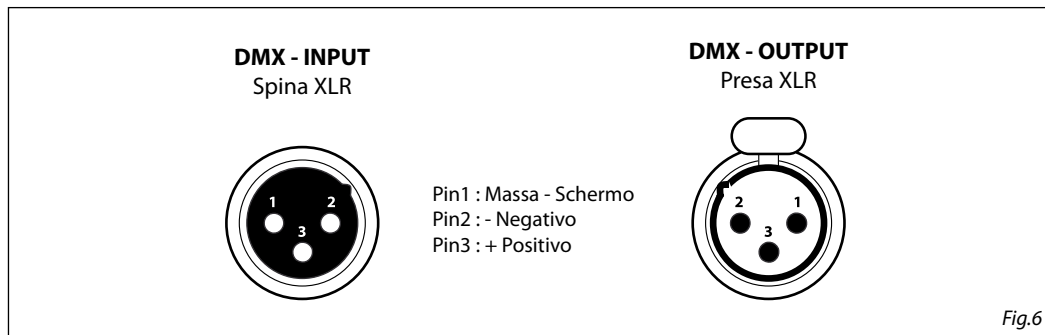 DMX - INPUT
Spina XLR
1
2
3
Pin1 : Massa - Schermo
Pin2 : - Negativo
Pin3 : + Positivo
DMX - OUTPUT
Presa XLR
2
1
3
Fig.6